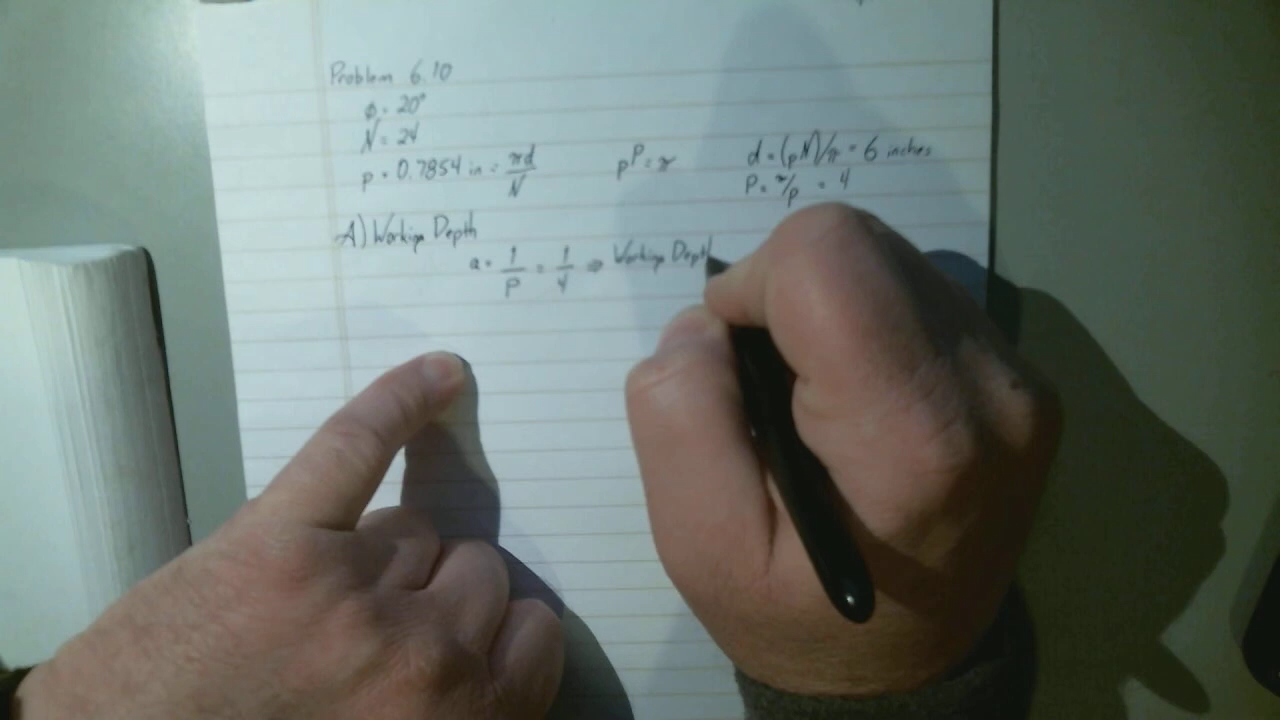 Problem 6.10
φ = 20°
N = 24
p = 0.7854 in = πd/N pP = π d = (pN)/π = 6 inches
P = π/p = 4
A) Working Depth
a = 1/P = 1/4 ⇒ Working Depth